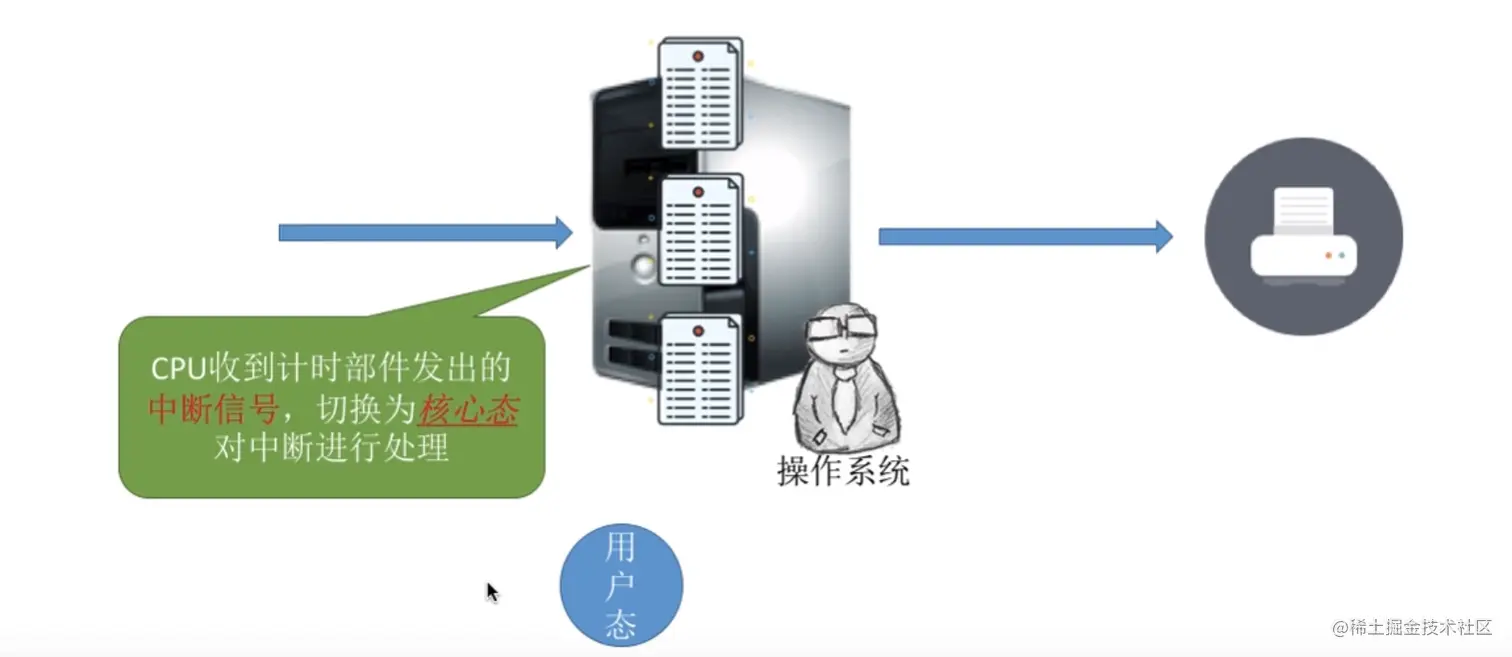 CPU收到计时部件发出的
中断信号，切换为核心态
对中断进行处理
操作系统
用
户
态
@稀土掘金技术社区